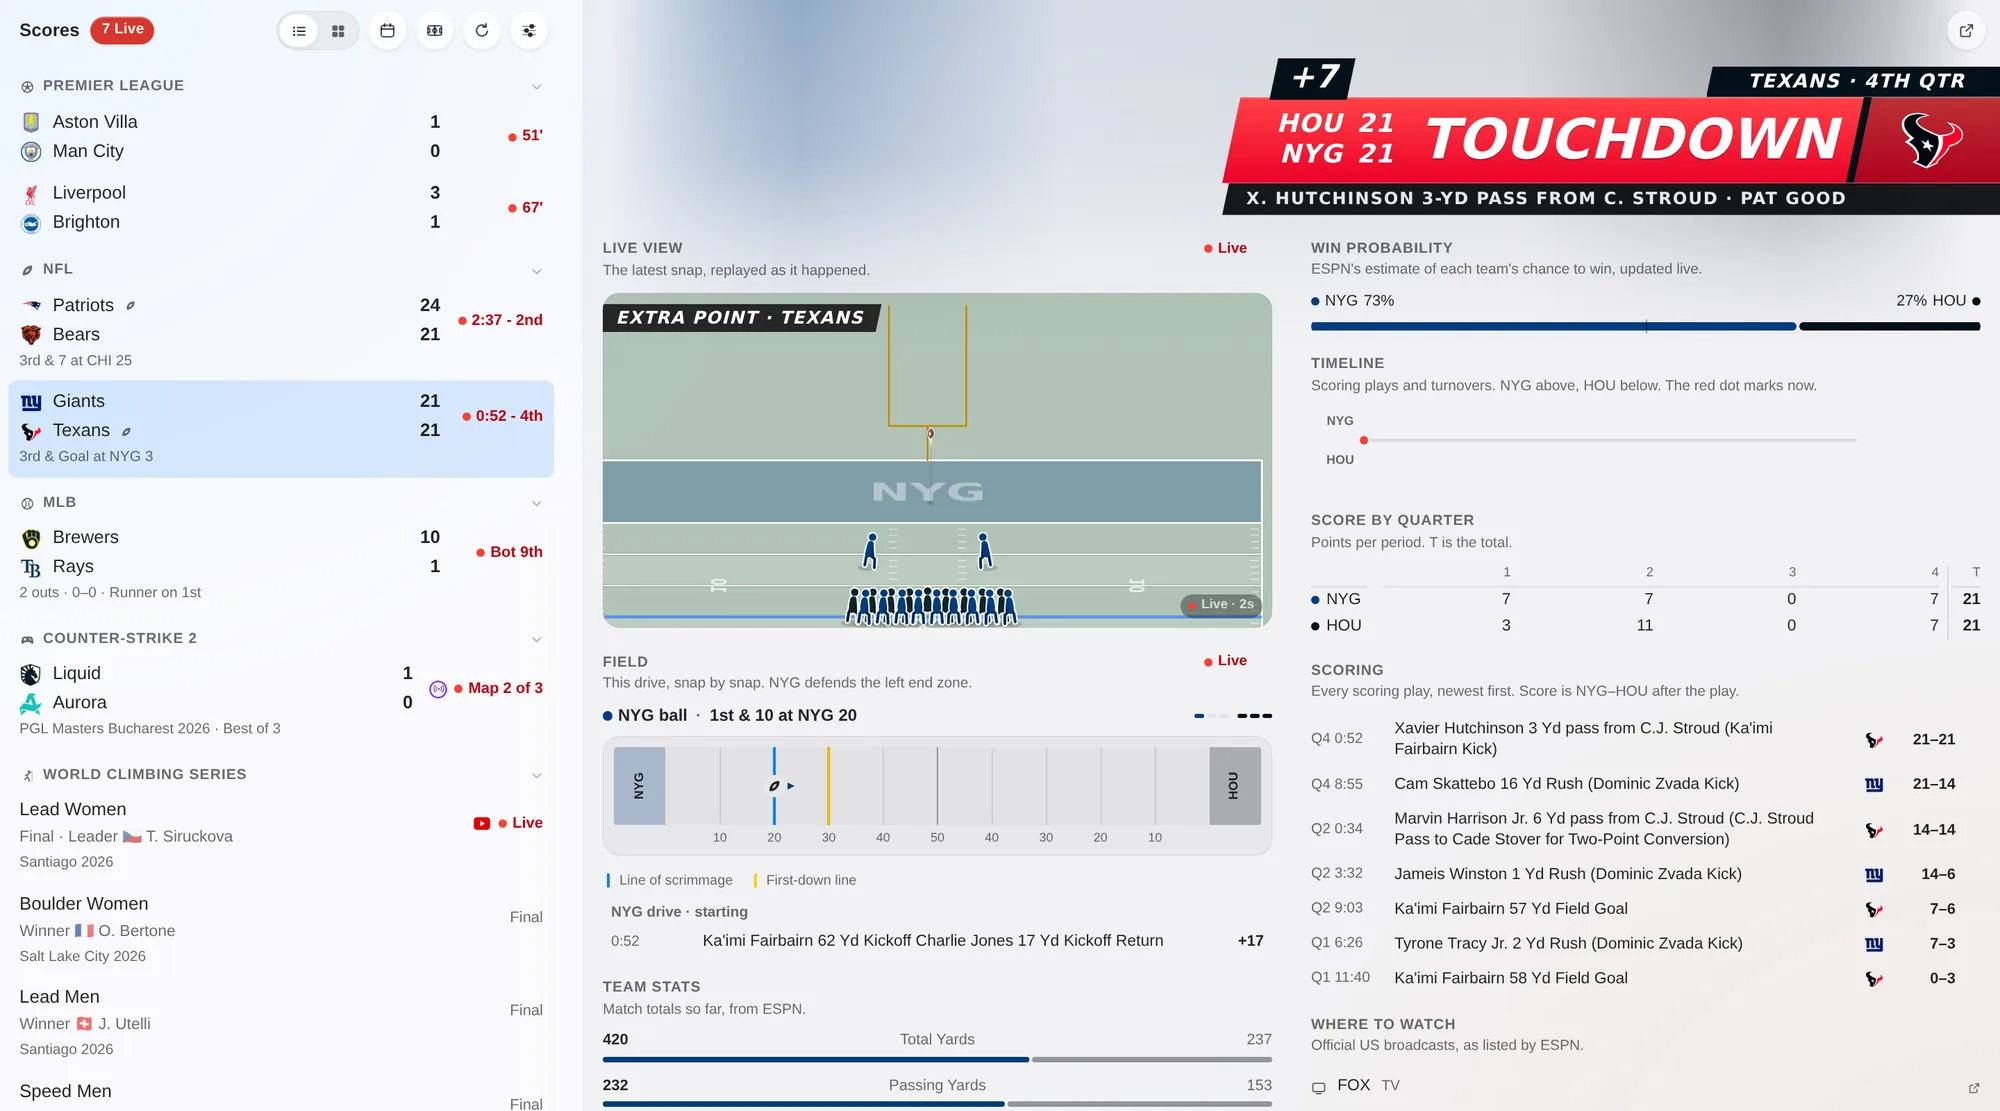 Scores
7 Live
PREMIER LEAGUE
Aston Villa 1
Man City 0
51'
Liverpool 3
Brighton 1
67'
NFL
Patriots 24
Bears 21
2:37 - 2nd
3rd & 7 at CHI 25
Giants 21
Texans 21
0:52 - 4th
3rd & Goal at NYG 3
MLB
Brewers 10
Rays 1
Bot 9th
2 outs · 0–0 · Runner on 1st
COUNTER-STRIKE 2
Liquid 1
Aurora 0
Map 2 of 3
PGL Masters Bucharest 2026 · Best of 3
WORLD CLIMBING SERIES
Lead Women
Final · Leader T. Siruckova
Santiago 2026
Live
Boulder Women
Winner O. Bertone
Salt Lake City 2026
Final
Lead Men
Winner J. Utelli
Santiago 2026
Final
Speed Men
Final
+7
TEXANS · 4TH QTR
HOU 21
NYG 21
TOUCHDOWN
X. HUTCHINSON 3-YD PASS FROM C. STROUD · PAT GOOD
LIVE VIEW
Live
The latest snap, replayed as it happened.
EXTRA POINT · TEXANS
NYG
10 10
Live · 2s
FIELD
Live
This drive, snap by snap. NYG defends the left end zone.
NYG ball · 1st & 10 at NYG 20
NYG
HOU
10 20 30 40 50 40 30 20 10
Line of scrimmage
First-down line
NYG drive · starting
0:52 Ka'imi Fairbairn 62 Yd Kickoff Charlie Jones 17 Yd Kickoff Return +17
TEAM STATS
Match totals so far, from ESPN.
420 Total Yards 237
232 Passing Yards 153
WIN PROBABILITY
ESPN's estimate of each team's chance to win, updated live.
NYG 73%
27% HOU
TIMELINE
Scoring plays and turnovers. NYG above, HOU below. The red dot marks now.
NYG
HOU
SCORE BY QUARTER
Points per period. T is the total.
1 2 3 4 T
NYG 7 7 0 7 21
HOU 3 11 0 7 21
SCORING
Every scoring play, newest first. Score is NYG–HOU after the play.
Q4 0:52 Xavier Hutchinson 3 Yd pass from C.J. Stroud (Ka'imi
Fairbairn Kick) 21–21
Q4 8:55 Cam Skattebo 16 Yd Rush (Dominic Zvada Kick) 21–14
Q2 0:34 Marvin Harrison Jr. 6 Yd pass from C.J. Stroud (C.J. Stroud
Pass to Cade Stover for Two-Point Conversion) 14–14
Q2 3:32 Jameis Winston 1 Yd Rush (Dominic Zvada Kick) 14–6
Q2 9:03 Ka'imi Fairbairn 57 Yd Field Goal 7–6
Q1 6:26 Tyrone Tracy Jr. 2 Yd Rush (Dominic Zvada Kick) 7–3
Q1 11:40 Ka'imi Fairbairn 58 Yd Field Goal 0–3
WHERE TO WATCH
Official US broadcasts, as listed by ESPN.
FOX TV